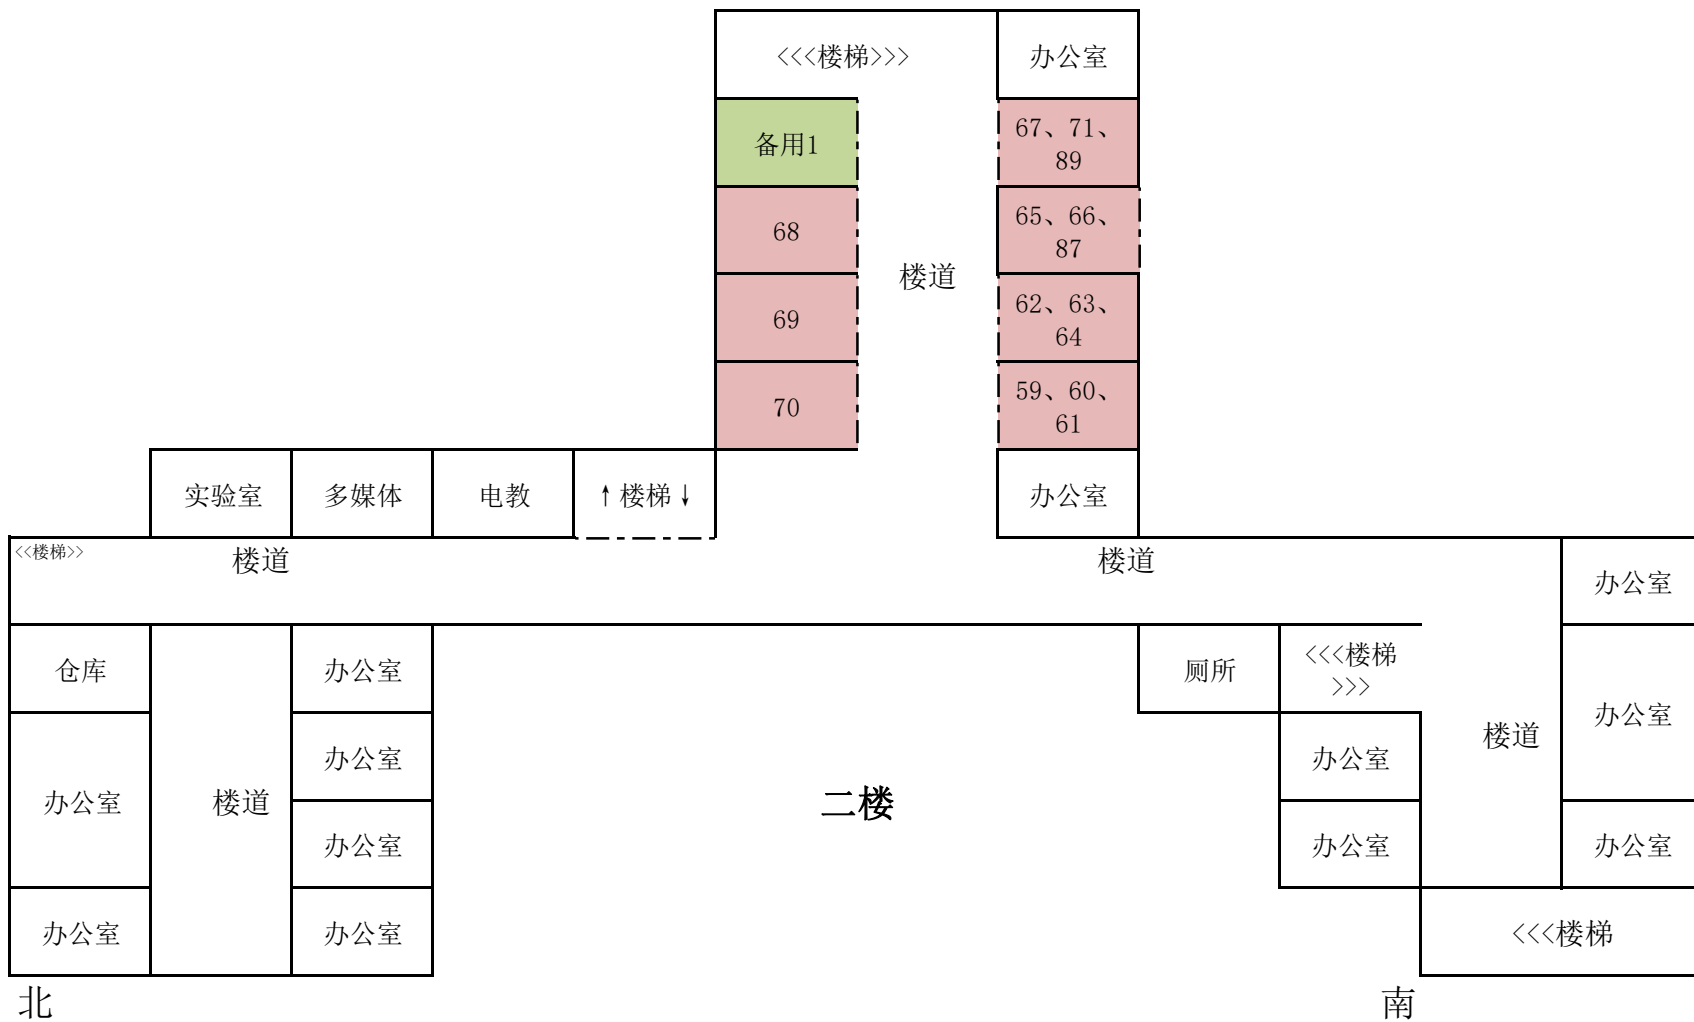 <<<楼梯>>>
办公室
备用1
67、71、
89
68
65、66、
87
楼道
69
62、63、
64
70
59、60、
61
实验室
多媒体
电教
↑楼梯↓
办公室
<<楼梯>>
楼道
楼道
办公室
仓库
办公室
厕所
<<<楼梯
>>>
办公室
办公室
楼道
办公室
办公室
楼道
二楼
办公室
办公室
办公室
办公室
办公室
<<<楼梯
北
南